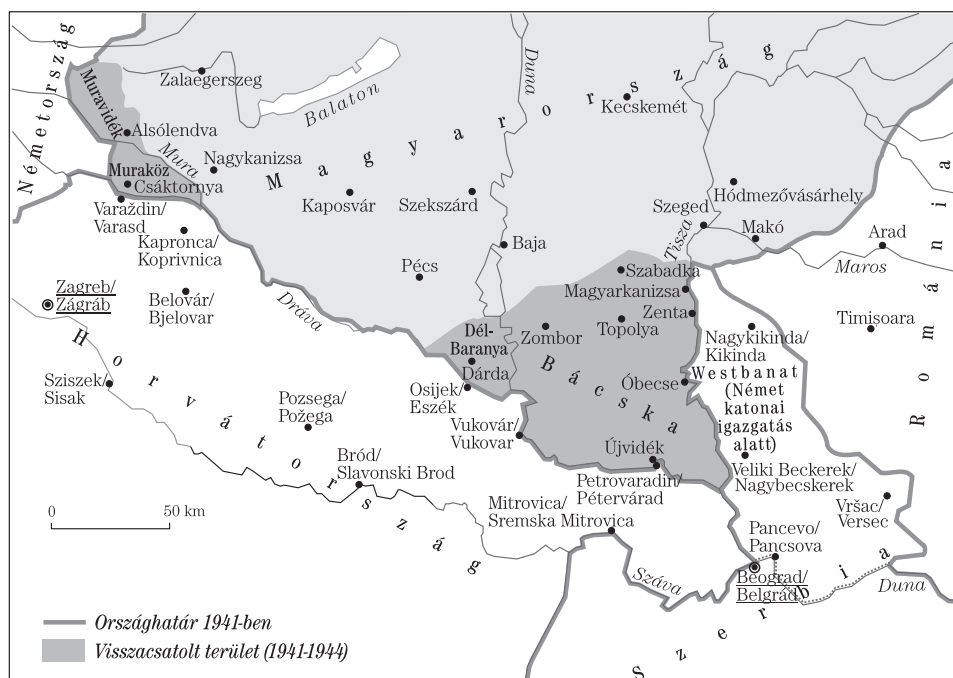 Németország
Muravidék
Zalaegerszeg
Balaton
Duna
Magyarország
Kecskemét
Alsólendva
Mura
Nagykanizsa
Muraköz
Csáktornya
Kaposvár
Szekszárd
Hódmezővásárhely
Varaždin/
Varasd
Kapronca/
Koprivnica
Szeged
Makó
Arad
Maros
Tisza
Baja
Pécs
Szabadka
Magyarkanizsa
Zenta
Zagreb/
Zágráb
Belovár/
Bjelovar
Dráva
Dél-
Baranya
Dárda
Zombor
Topolya
Nagykikinda/
Kikinda
Timişoara
Románia
Bácska
Óbecse
Westbanat
(Német
katonai
igazgatás
alatt)
Sziszek/
Sisak
Horvátország
Pozsega/
Požega
Osijek/
Eszék
Vukovár/
Vukovar
Újvidék
Petrovaradin/
Pétervárad
Veliki Beckerek/
Nagybecskerek
Bród/
Slavonski Brod
Mitrovica/
Sremska Mitrovica
Vršac/
Versec
Pancevo/
Pancsova
Beograd/
Belgrád
Száva
Duna
Szerbia
0 50 km
Országhatár 1941-ben
Visszacsatolt terület (1941-1944)